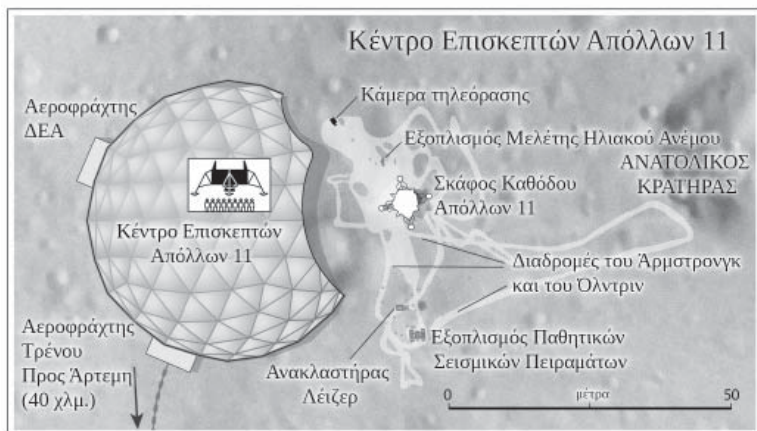 Κέντρο Επισκεπτών Απόλλων 11
Αεροφράχτης
ΔΕΑ
Κάμερα τηλεόρασης
Εξοπλισμός Μελέτης Ηλιακού Ανέμου
ΑΝΑΤΟΛΙΚΟΣ
ΚΡΑΤΗΡΑΣ
Σκάφος Καθόδου
Απόλλων 11
Κέντρο Επισκεπτών
Απόλλων 11
Διαδρομές του Άρμστρονγκ
και του Όλντριν
Αεροφράχτης
Τρένου
Προς Άρτεμη
(40 χλμ.)
Εξοπλισμός Παθητικών
Σεισμικών Πειραμάτων
Ανακλαστήρας
Λέιζερ
0 μέτρα 50